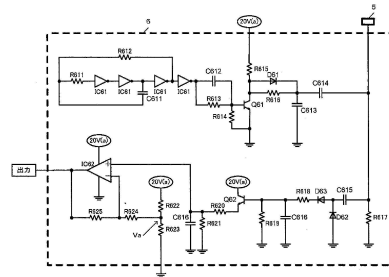 6
5
20V(a)
R612
R615
D61
C612
C614
R611
R616
IC61
IC61
C611
IC61
IC61
R613
Q61
C613
R614
20V(a)
IC62
20V(a)
20V(a)
出力
Q62
R618
D63
C615
R622
R620
R625
R624
C616
R621
R619
C616
D62
R617
Va
R623